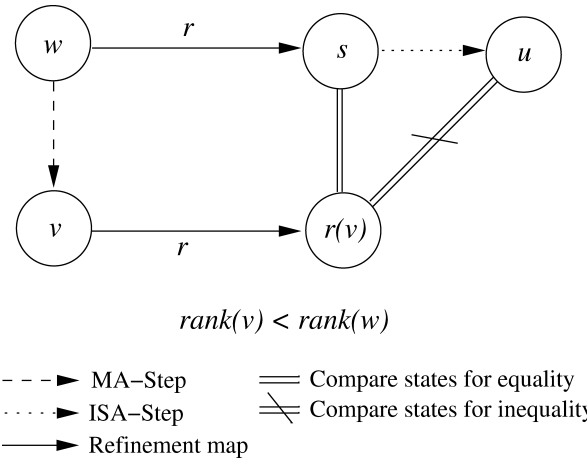 w
r
s
u
v
r
r(v)
rank(v) < rank(w)
MA–Step
ISA–Step
Refinement map
Compare states for equality
Compare states for inequality